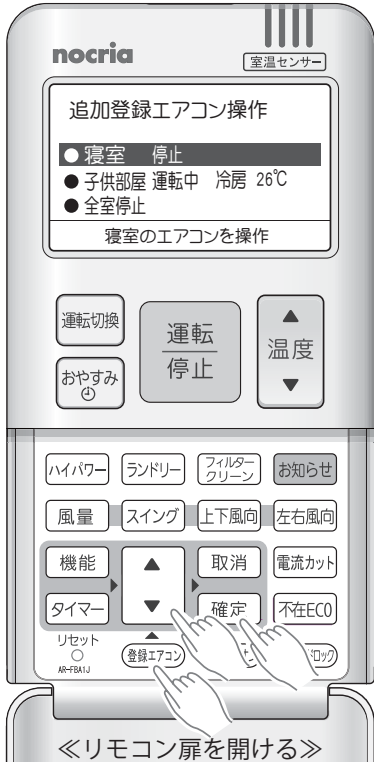 nocria
室温センサー
追加登録エアコン操作
寝室 停止
子供部屋 運転中 冷房 26℃
全室停止
寝室のエアコンを操作
運転切換
運転
停止
温度
おやすみ
ハイパワー ランドリー フィルター クリーン お知らせ
風量 スイング 上下風向 左右風向
機能 取消 電流カット
タイマー 確定 不在ECO
リセット
AR-FBA1J
登録エアコン
ロック
≪リモコン扉を開ける≫